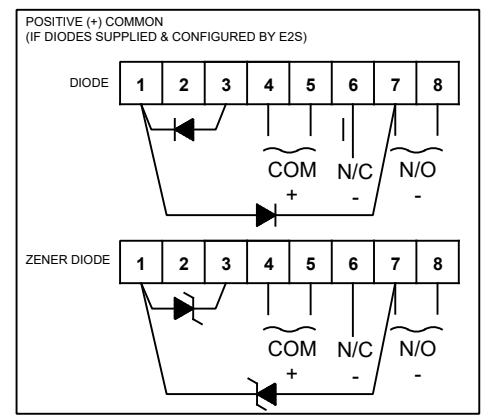 POSITIVE (+) COMMON
(IF DIODES SUPPLIED & CONFIGURED BY E2S)
DIODE 1 2 3 4 5 6 7 8
COM N/C N/O
+ - -
ZENER DIODE 1 2 3 4 5 6 7 8
COM N/C N/O
+ - -